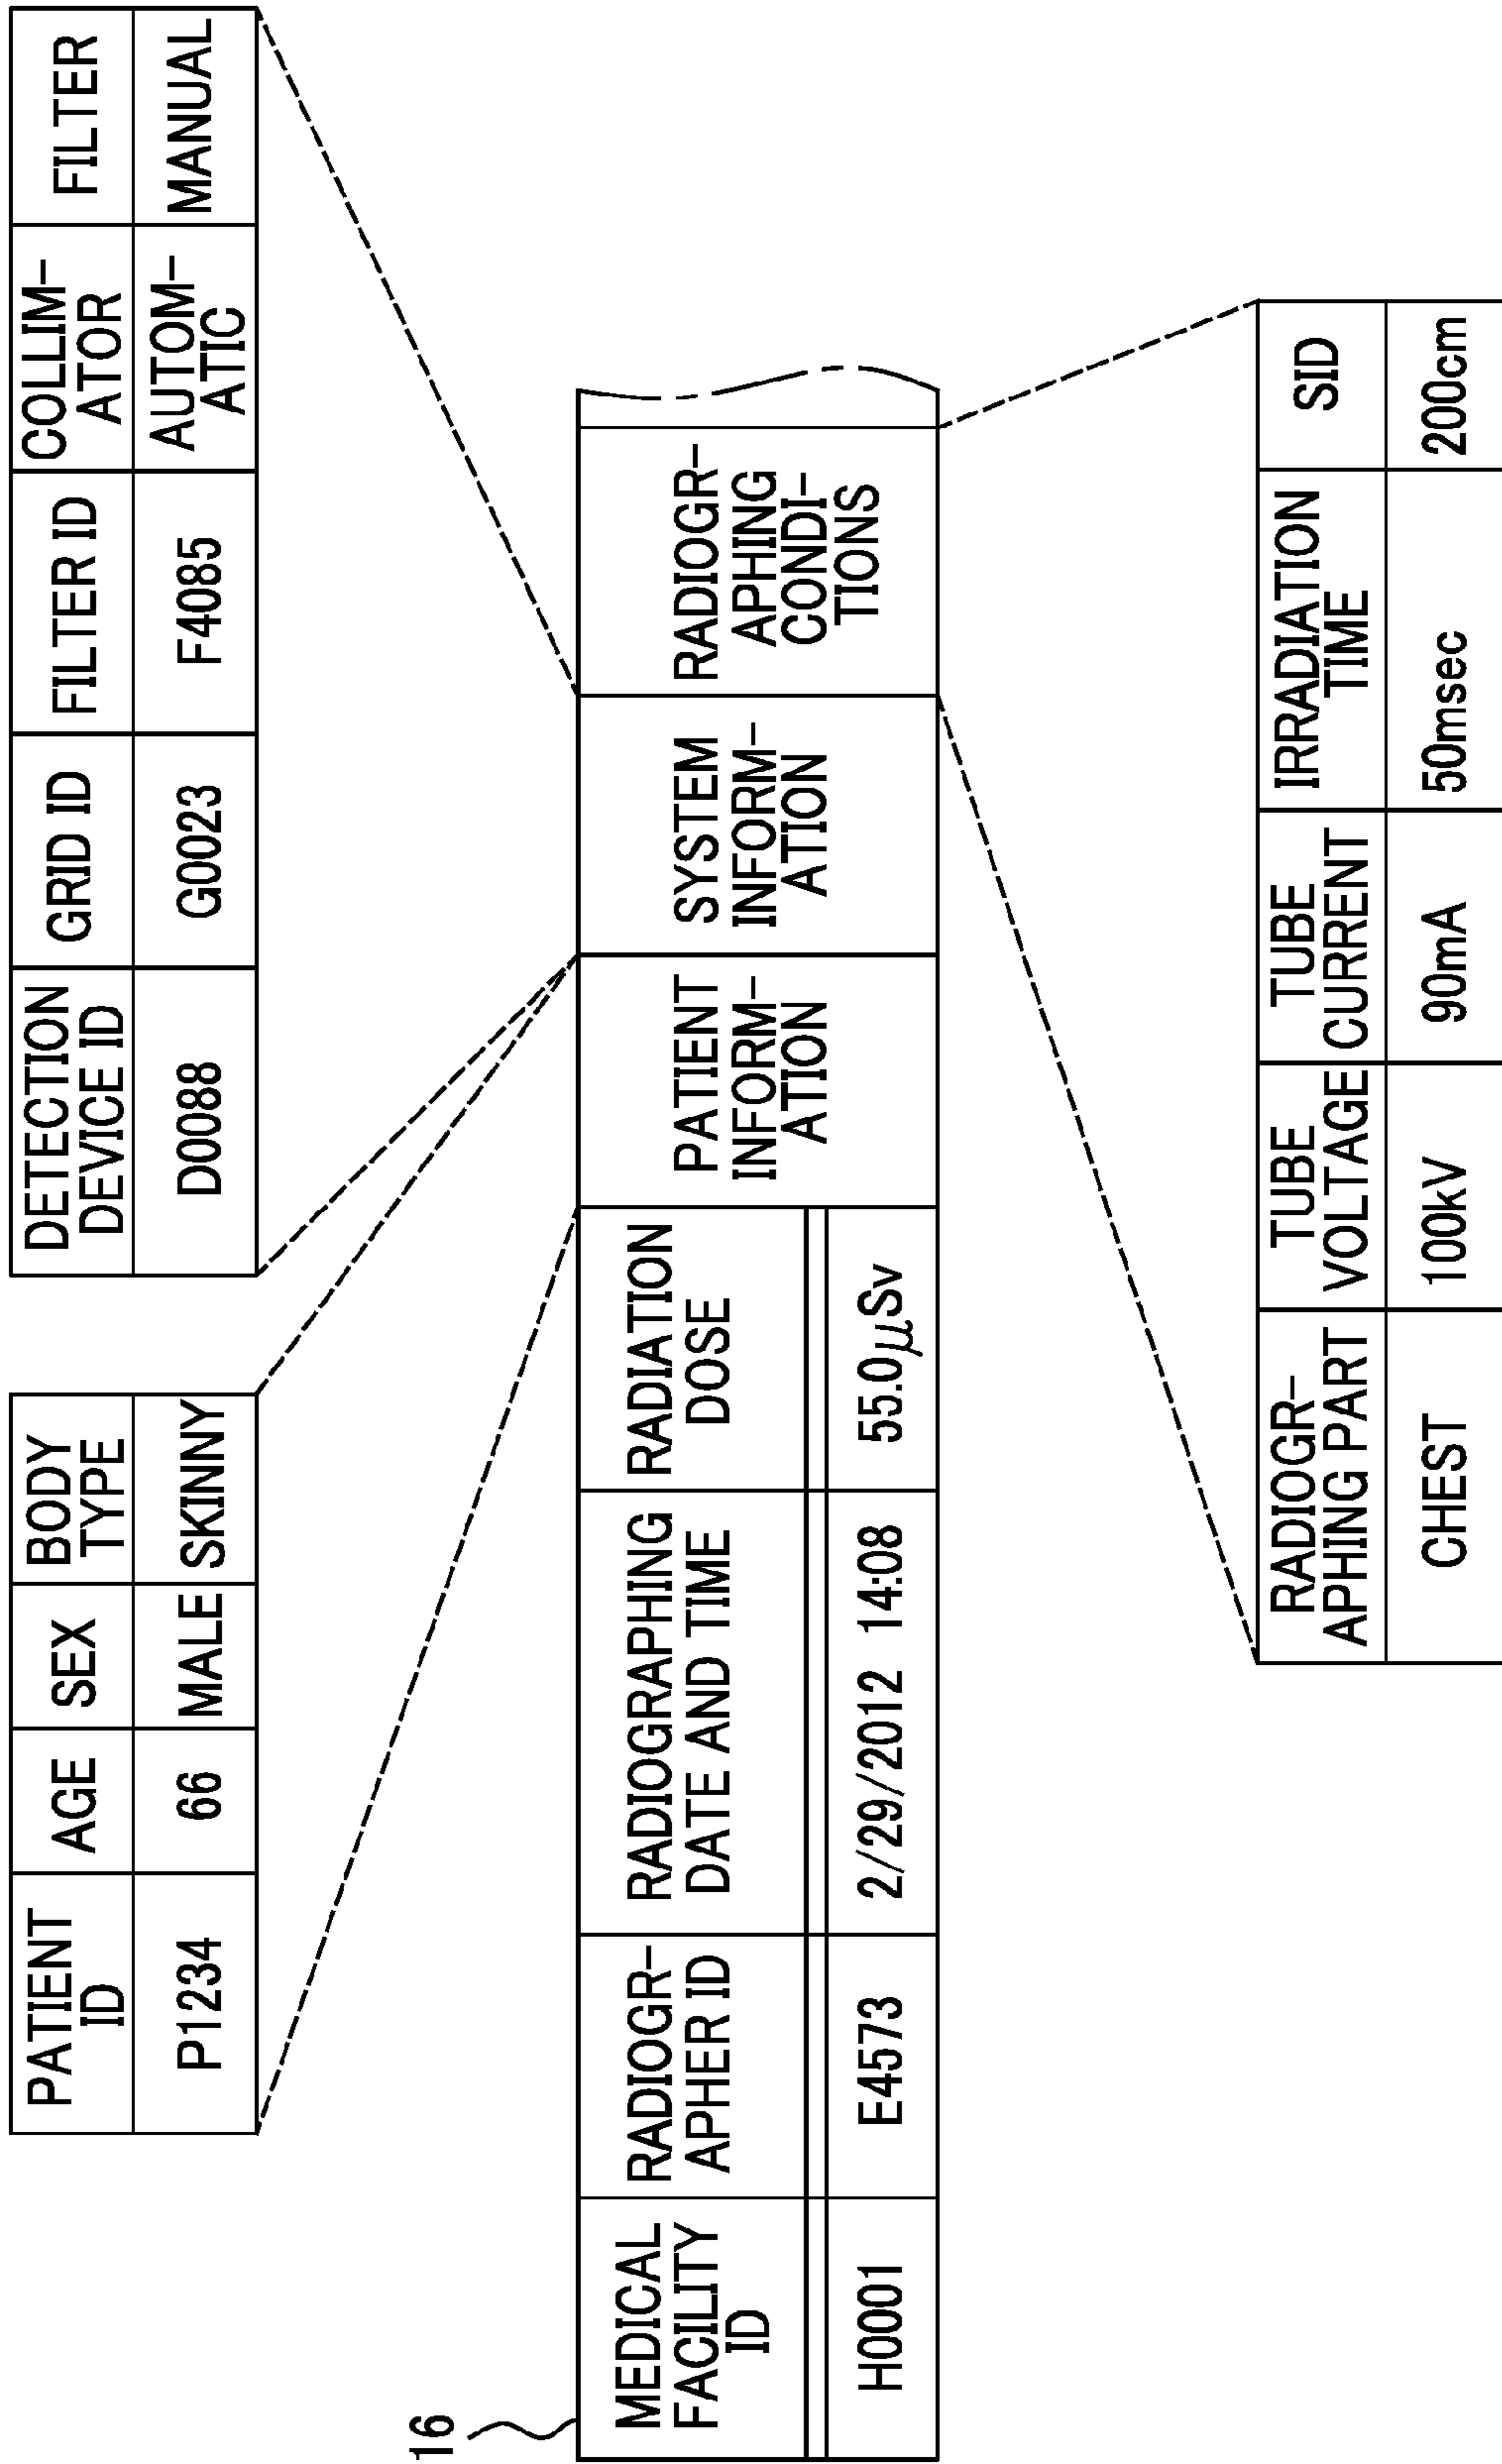 PATIENT
ID
AGE
SEX
BODY
TYPE
P1234
66
MALE
SKINNY
DETECTION
DEVICE ID
GRID ID
FILTER ID
COLLIM-
ATOR
FILTER
D0088
G0023
F4085
AUTOM-
ATIC
MANUAL
16
MEDICAL
FACILITY
ID
RADIOGR-
APHER ID
RADIOGRAPHING
DATE AND TIME
RADIATION
DOSE
PATIENT
INFORM-
ATION
SYSTEM
INFORM-
ATION
RADIOGR-
APHING
CONDI-
TIONS
H0001
E4573
2/29/2012 14:08
55.0μSv
RADIOGR-
APHING PART
TUBE
VOLTAGE
TUBE
CURRENT
IRRADIATION
TIME
SID
CHEST
100kV
90mA
50msec
200cm